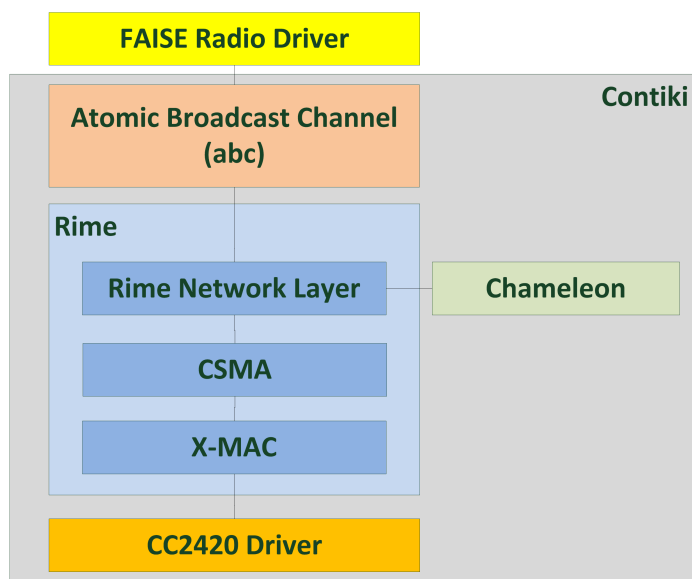 FAISE Radio Driver
Contiki
Atomic Broadcast Channel
(abc)
Rime
Rime Network Layer
Chameleon
CSMA
X-MAC
CC2420 Driver